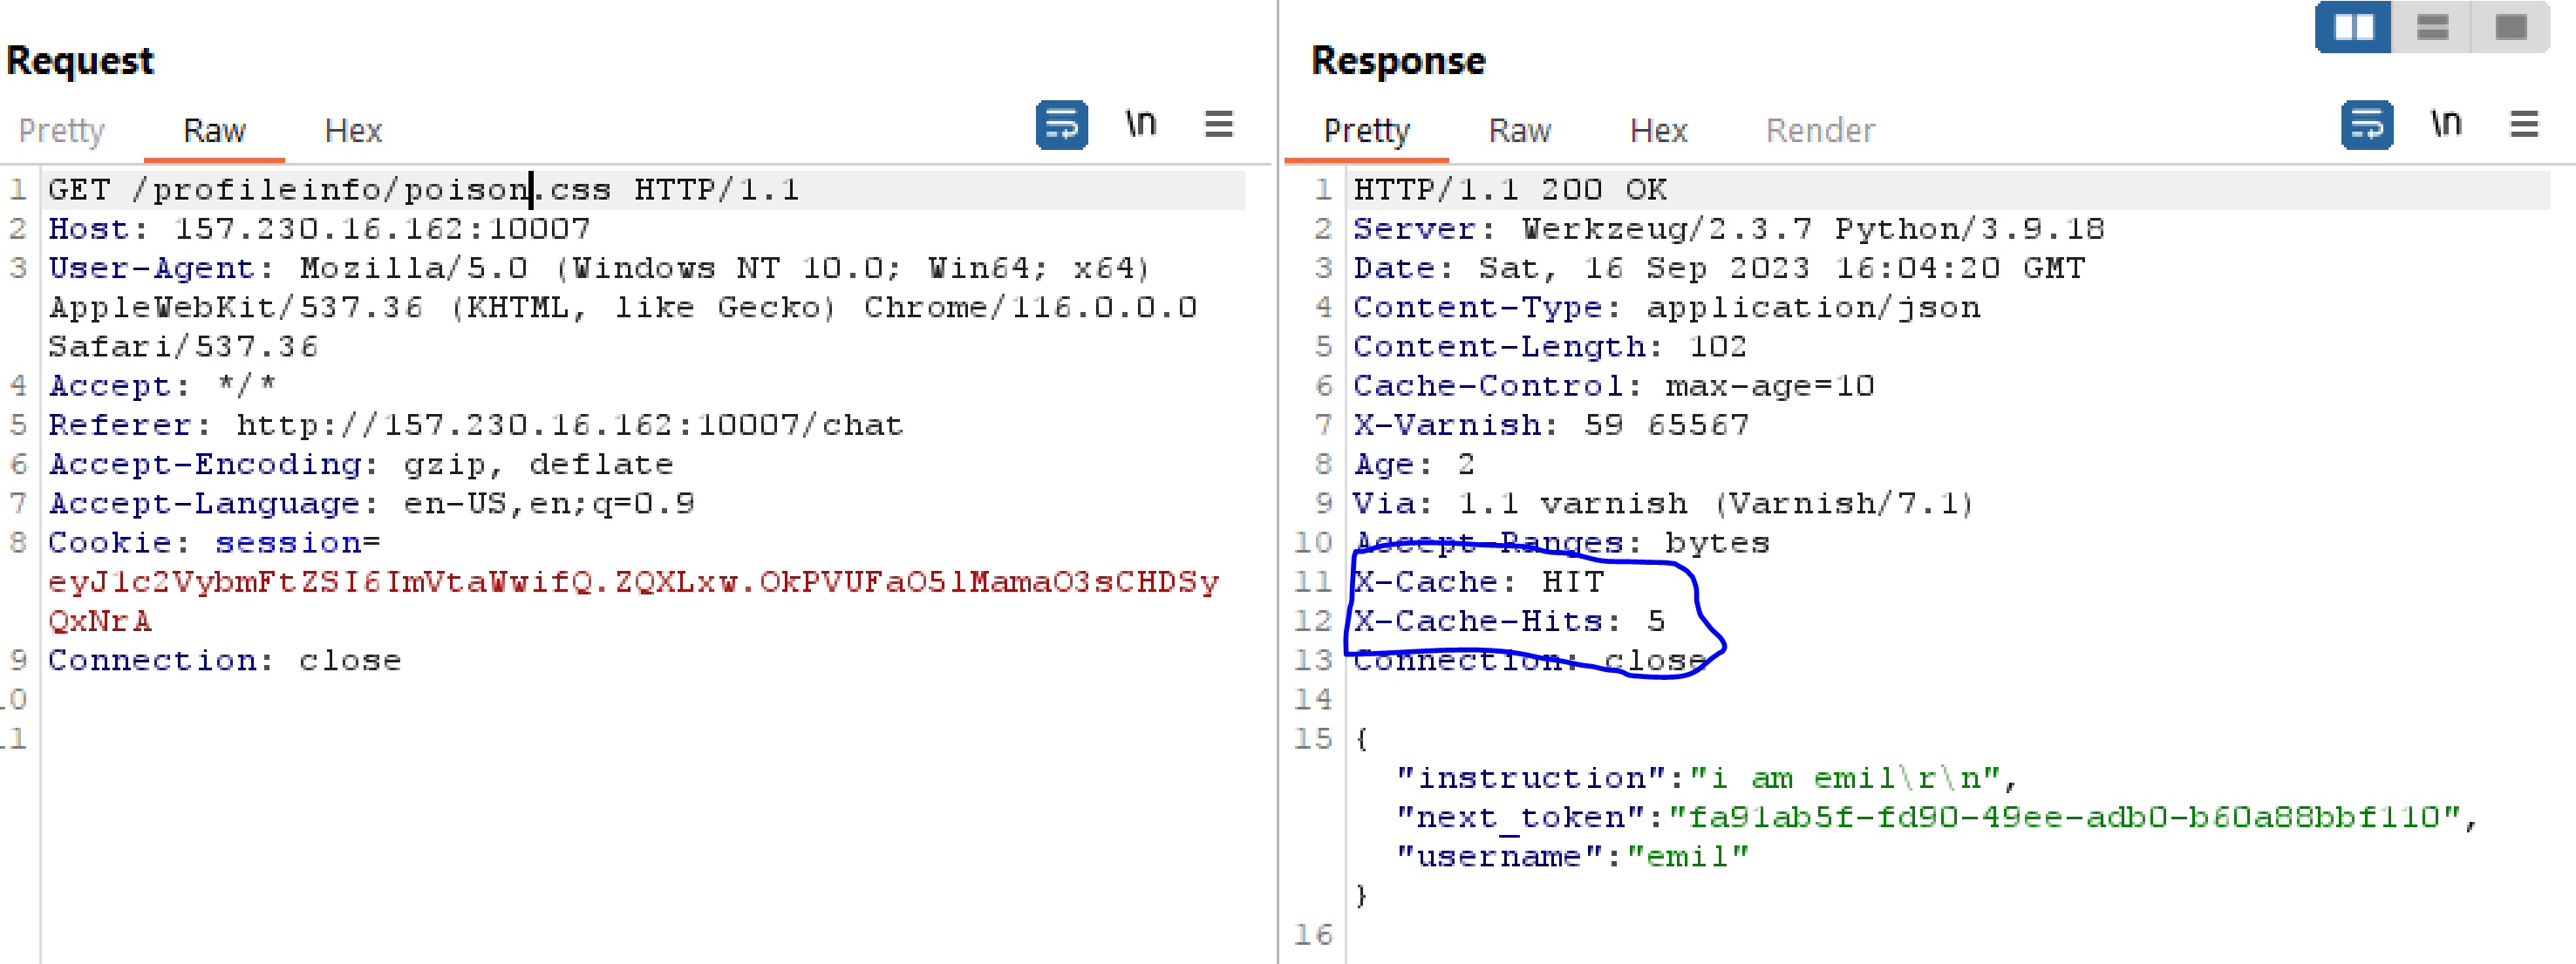 Request
Pretty Raw Hex \n
1 GET /profileinfo/poison.css HTTP/1.1
2 Host: 157.230.16.162:10007
3 User-Agent: Mozilla/5.0 (Windows NT 10.0; Win64; x64)
AppleWebKit/537.36 (KHTML, like Gecko) Chrome/116.0.0.0
Safari/537.36
4 Accept: */*
5 Referer: http://157.230.16.162:10007/chat
6 Accept-Encoding: gzip, deflate
7 Accept-Language: en-US,en;q=0.9
8 Cookie: session=
eyJ1c2VybmFtZSI6ImVtaWwifQ.ZQXLxw.OkPVUFaO5lMamaO3sCHDSy
QxNrA
9 Connection: close
10
11
Response
Pretty Raw Hex Render \n
1 HTTP/1.1 200 OK
2 Server: Werkzeug/2.3.7 Python/3.9.18
3 Date: Sat, 16 Sep 2023 16:04:20 GMT
4 Content-Type: application/json
5 Content-Length: 102
6 Cache-Control: max-age=10
7 X-Varnish: 59 65567
8 Age: 2
9 Via: 1.1 varnish (Varnish/7.1)
10 Accept-Ranges: bytes
11 X-Cache: HIT
12 X-Cache-Hits: 5
13 Connection: close
14
15 {
"instruction":"i am emil\r\n",
"next_token":"fa91ab5f-fd90-49ee-adb0-b60a88bbf110",
"username":"emil"
}
16